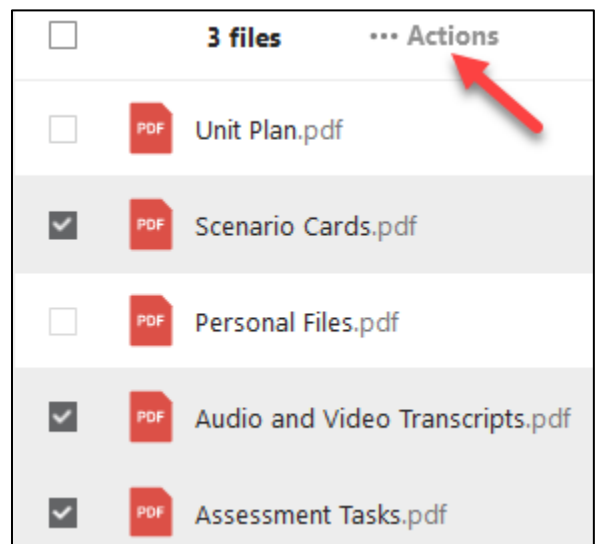 3 files ••• Actions
PDF Unit Plan.pdf
PDF Scenario Cards.pdf
PDF Personal Files.pdf
PDF Audio and Video Transcripts.pdf
PDF Assessment Tasks.pdf